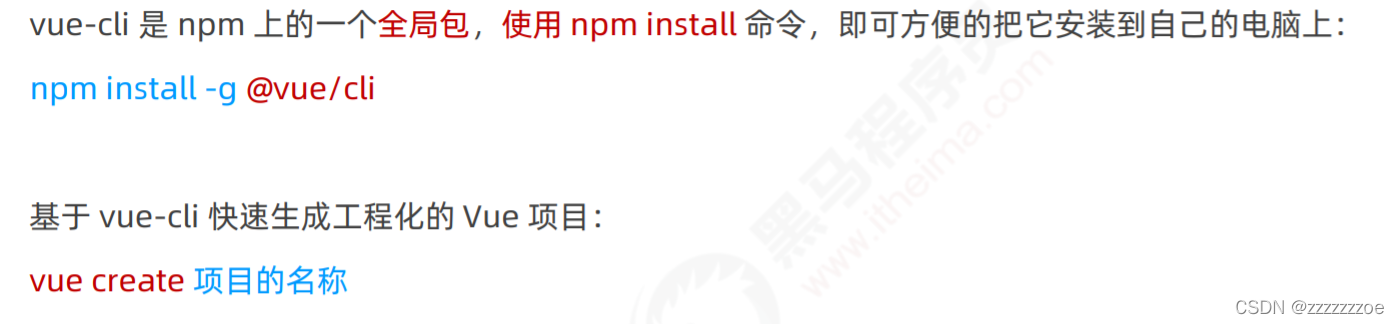 vue-cli 是 npm 上的一个全局包，使用 npm install 命令，即可方便的把它安装到自己的电脑上：
npm install -g @vue/cli
基于 vue-cli 快速生成工程化的 Vue 项目：
vue create 项目的名称
黑马程序员
www.itheima.com
CSDN @zzzzzzzoe